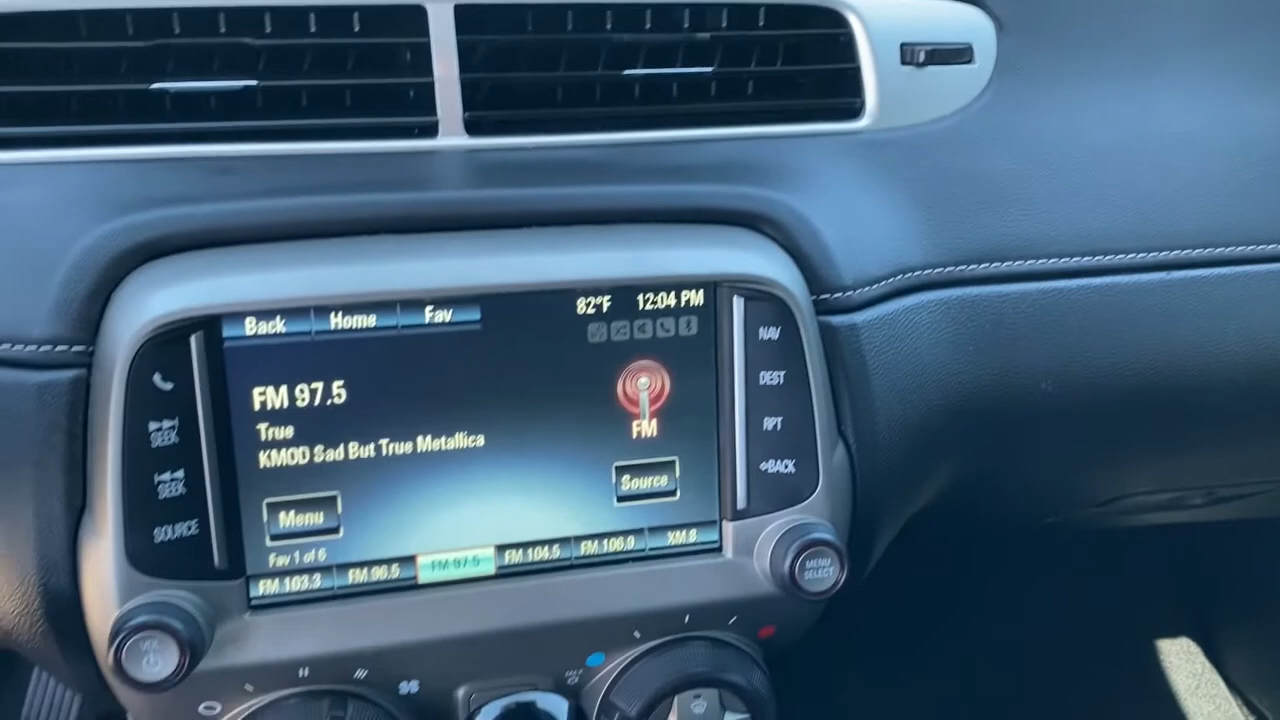 Back Home Fav 82°F 12:04 PM
FM 97.5
True
KMOD Sad But True Metallica
FM
Menu
Source
Fav 1 of 6
FM 103.3 FM 96.5 FM 97.5 FM 104.5 FM 106.9 XM 8
SEEK
SEEK
SOURCE
NAV
DEST
RPT
BACK
VOL
MENU
SELECT